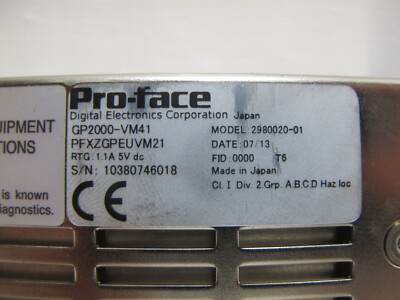 Pro-face
Digital Electronics Corporation Japan
GP2000-VM41 MODEL: 2980020-01
PFXZGPEUVM21 DATE: 07/13
RTG: 1.1A 5V dc FID: 0000 T6
S/N: 10380746018 Made in Japan
CE Cl. I Div. 2. Grp. A.B.C.D Haz loc
UIPMENT
TIONS
is known
iagnostics.